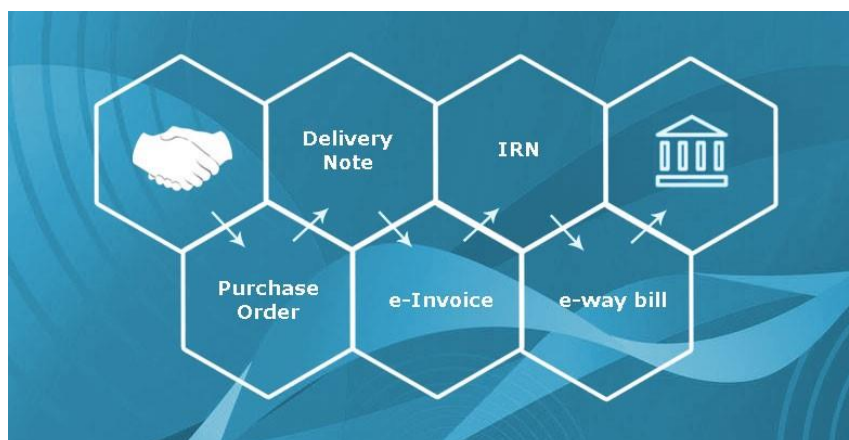 Delivery
Note
IRN
Purchase
Order
e-Invoice
e-way bill